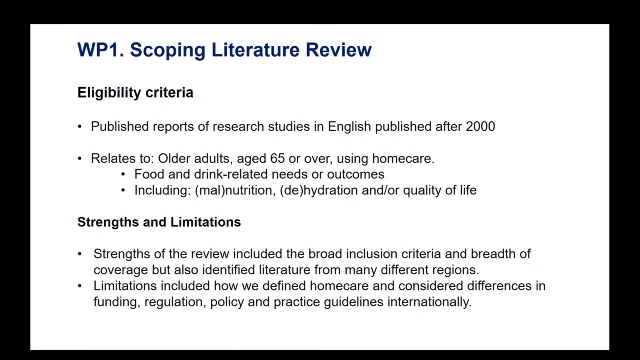 WP1. Scoping Literature Review
Eligibility criteria
• Published reports of research studies in English published after 2000
• Relates to: Older adults, aged 65 or over, using homecare.
• Food and drink-related needs or outcomes
• Including: (mal)nutrition, (de)hydration and/or quality of life
Strengths and Limitations
• Strengths of the review included the broad inclusion criteria and breadth of
coverage but also identified literature from many different regions.
• Limitations included how we defined homecare and considered differences in
funding, regulation, policy and practice guidelines internationally.